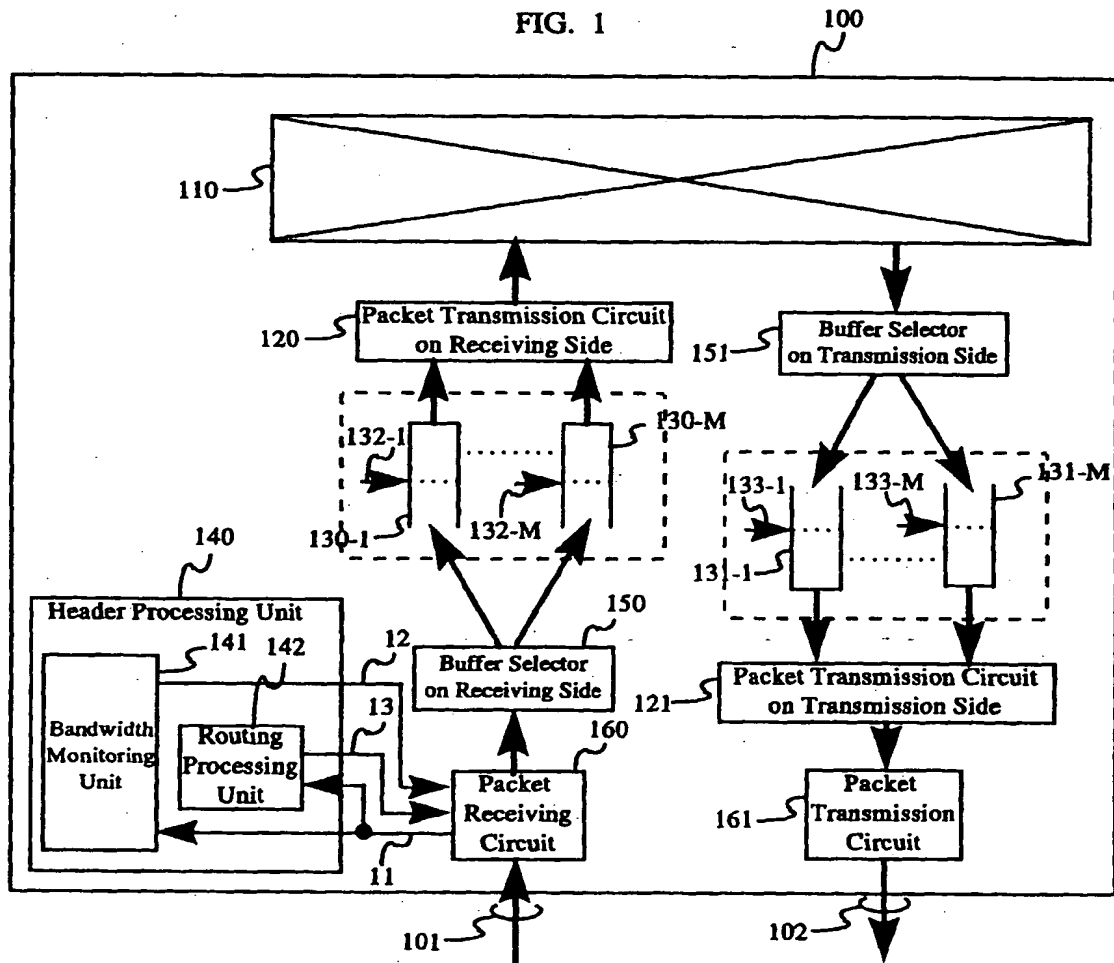 FIG. 1
100
110
120
Packet Transmission Circuit
on Receiving Side
151
Buffer Selector
on Transmission Side
132-1
130-M
130-1
132-M
133-1
133-M
131-M
131-1
140
Header Processing Unit
141
142
12
13
150
Buffer Selector
on Receiving Side
121
Packet Transmission Circuit
on Transmission Side
Bandwidth
Monitoring
Unit
Routing
Processing
Unit
160
Packet
Receiving
Circuit
161
Packet
Transmission
Circuit
11
101
102